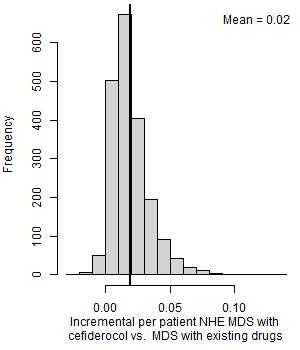 Mean = 0.02
Frequency
600
500
400
300
200
100
0
0.00 0.05 0.10
Incremental per patient NHE MDS with
cefiderocol vs. MDS with existing drugs